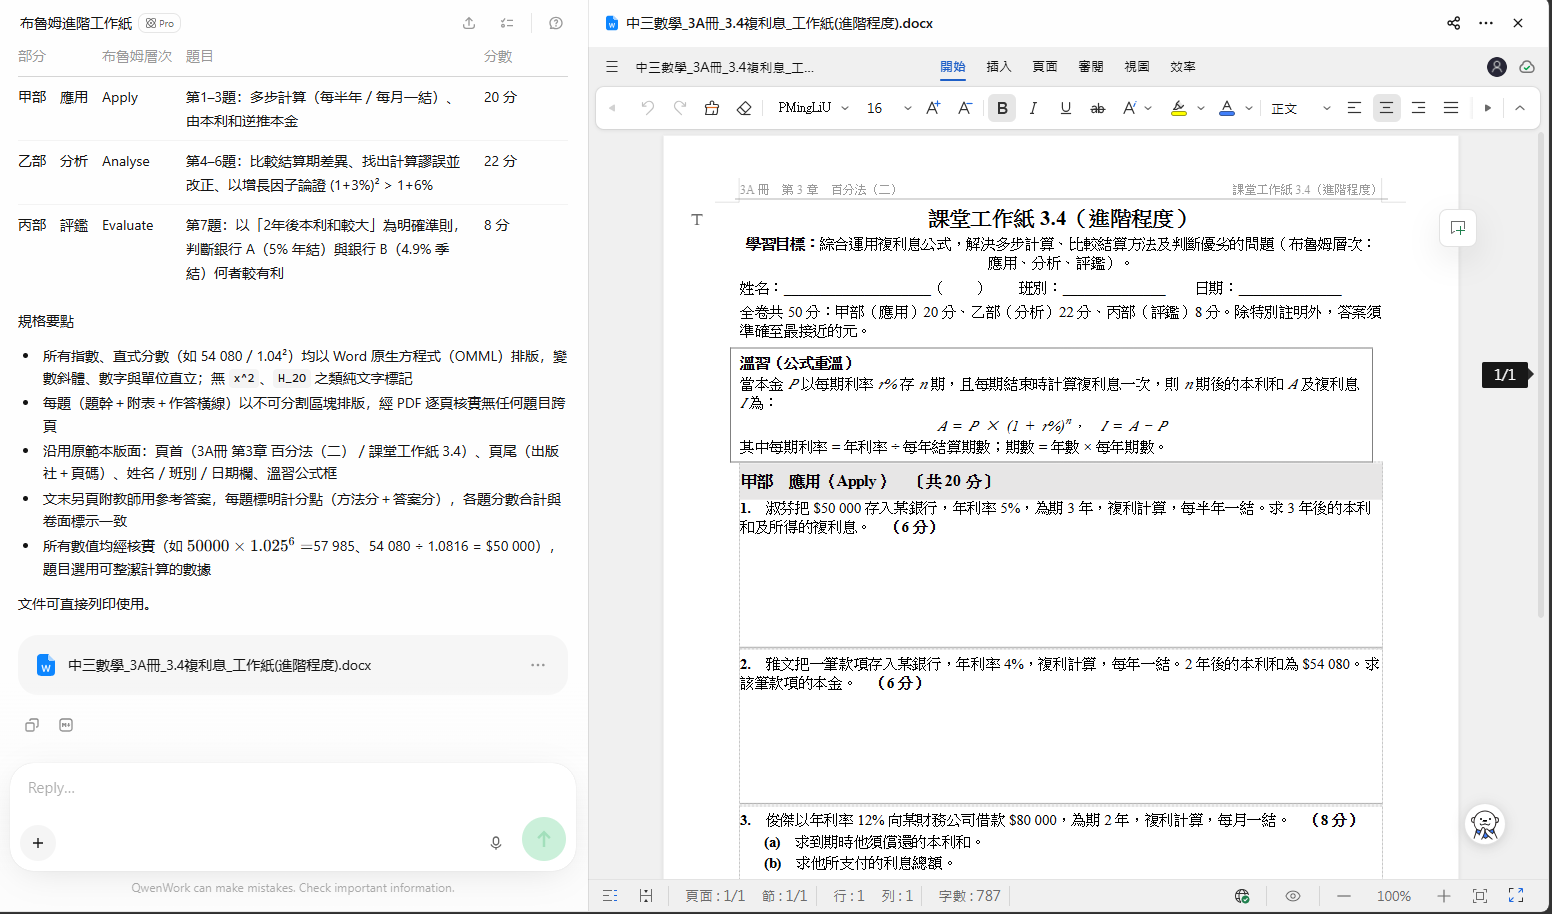 布魯姆進階工作紙 Pro
部分 布魯姆層次 題目 分數
甲部 應用 Apply 第1–3題：多步計算（每半年 / 每月一結）、 20 分
由本利和逆推本金
乙部 分析 Analyse 第4–6題：比較結算期差異、找出計算謬誤並 22 分
改正、以增長因子論證 (1+3%)² > 1+6%
丙部 評鑑 Evaluate 第7題：以「2年後本利和較大」為明確準則， 8 分
判斷銀行 A（5% 年結）與銀行 B（4.9% 季
結）何者較有利
規格要點
所有指數、直式分數（如 54 080 / 1.04²）均以 Word 原生方程式（OMML）排版，變
數斜體、數字與單位直立；無 x^2 、 H_2O 之類純文字標記
每題（題幹＋附表＋作答橫線）以不可分割區塊排版，經 PDF 逐頁核實無任何題目跨
頁
沿用原範本版面：頁首（3A冊 第3章 百分法（二） / 課堂工作紙 3.4）、頁尾（出版
社＋頁碼）、姓名 / 班別 / 日期欄、溫習公式框
文末另頁附教師用參考答案，每題標明計分點（方法分＋答案分），各題分數合計與
卷面標示一致
所有數值均經核實（如 50000 × 1.025⁶ =57 985、54 080 ÷ 1.0816 = $50 000），
題目選用可整潔計算的數據
文件可直接列印使用。
W 中三數學_3A冊_3.4複利息_工作紙(進階程度).docx
Reply...
QwenWork can make mistakes. Check important information.
W 中三數學_3A冊_3.4複利息_工作紙(進階程度).docx
中三數學_3A冊_3.4複利息_工... 開始 插入 頁面 審閱 視圖 效率
PMingLiU 16 A+ A- B I U ab A A 正文
3A 冊 第 3 章 百分法（二） 課堂工作紙 3.4（進階程度）
T
課堂工作紙 3.4（進階程度）
學習目標：綜合運用複利息公式，解決多步計算、比較結算方法及判斷優劣的問題（布魯姆層次：
應用、分析、評鑑）。
姓名：____________________（　　） 班別：______________ 日期：______________
全卷共 50 分：甲部（應用）20 分、乙部（分析）22 分、丙部（評鑑）8 分。除特別註明外，答案須
準確至最接近的元。
溫習（公式重溫）
當本金 P 以每期利率 r% 存 n 期，且每期結束時計算複利息一次，則 n 期後的本利和 A 及複利息
I 為：
A = P × (1 + r%)ⁿ， I = A − P
其中每期利率 = 年利率 ÷ 每年結算期數；期數 = 年數 × 每年期數。
甲部 應用（Apply） 〔共 20 分〕
1. 淑芬把 $50 000 存入某銀行，年利率 5%，為期 3 年，複利計算，每半年一結。求 3 年後的本利
和及所得的複利息。 （6 分）
2. 雅文把一筆款項存入某銀行，年利率 4%，複利計算，每年一結。2 年後的本利和為 $54 080。求
該筆款項的本金。 （6 分）
3. 俊傑以年利率 12% 向某財務公司借款 $80 000，為期 2 年，複利計算，每月一結。 （8 分）
(a) 求到期時他須償還的本利和。
(b) 求他所支付的利息總額。
1/1
頁面：1/1 節：1/1 行：1 列：1 字數：787 100%